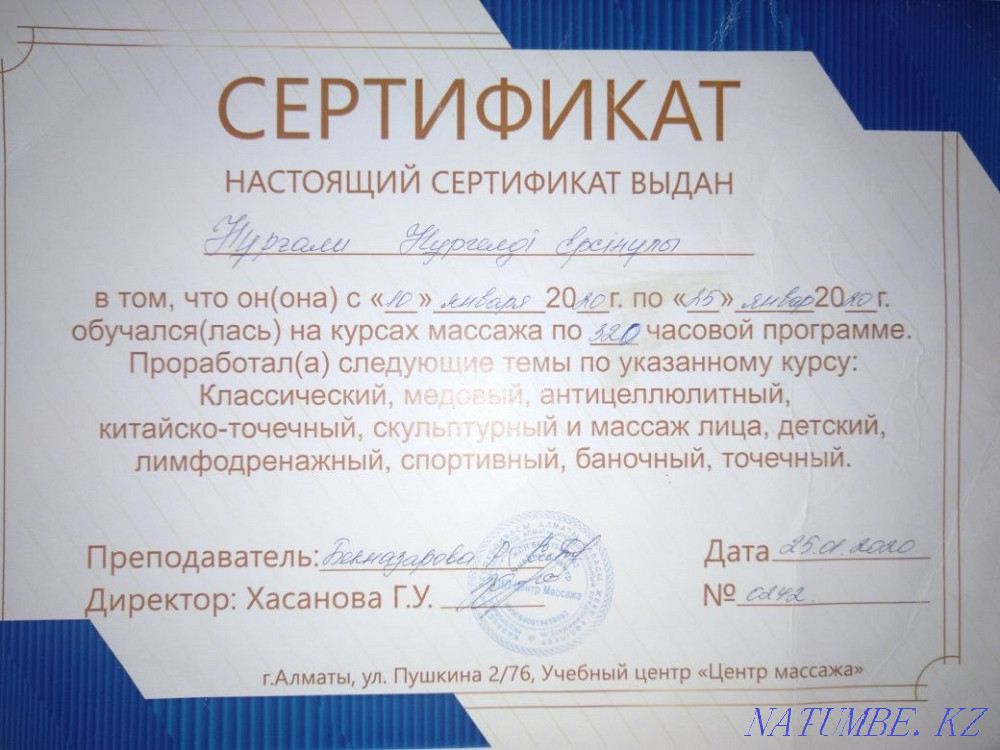 СЕРТИФИКАТ
НАСТОЯЩИЙ СЕРТИФИКАТ ВЫДАН
Нұрғали Нұргелді Ерсінұлы
в том, что он(она) с «10» января 2020 г. по «25» январ 2020 г.
обучался(лась) на курсах массажа по 320 часовой программе.
Проработал(а) следующие темы по указанному курсу:
Классический, медовый, антицеллюлитный,
китайско-точечный, скульптурный и массаж лица, детский,
лимфодренажный, спортивный, баночный, точечный.
Преподаватель: Бекназарова
Дата 25.01.2020
Директор: Хасанова Г.У.
№ 0242.
Центр Массажа
г.Алматы, ул. Пушкина 2/76, Учебный центр «Центр массажа»
NATUMBE.KZ